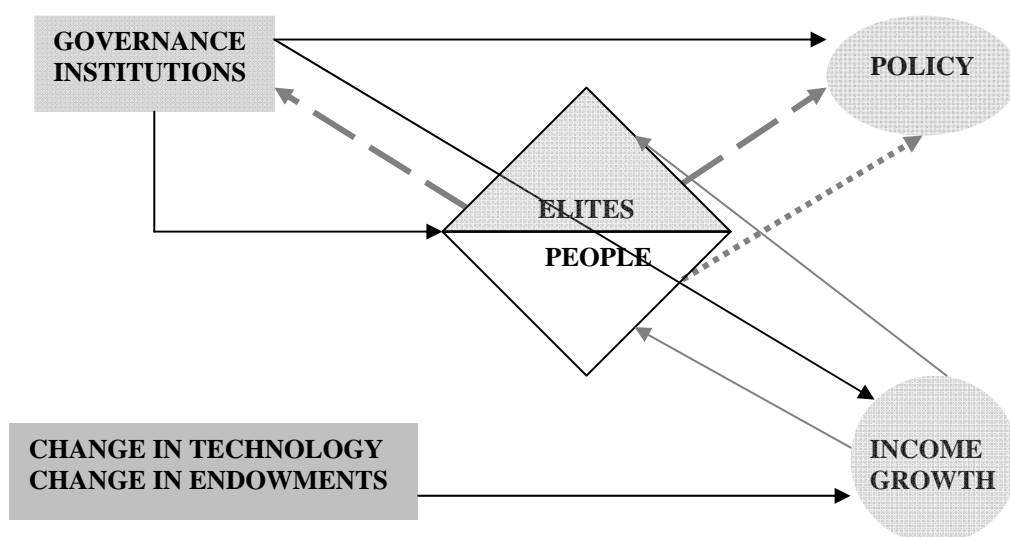 GOVERNANCE
INSTITUTIONS
POLICY
ELITES
PEOPLE
CHANGE IN TECHNOLOGY
CHANGE IN ENDOWMENTS
INCOME
GROWTH